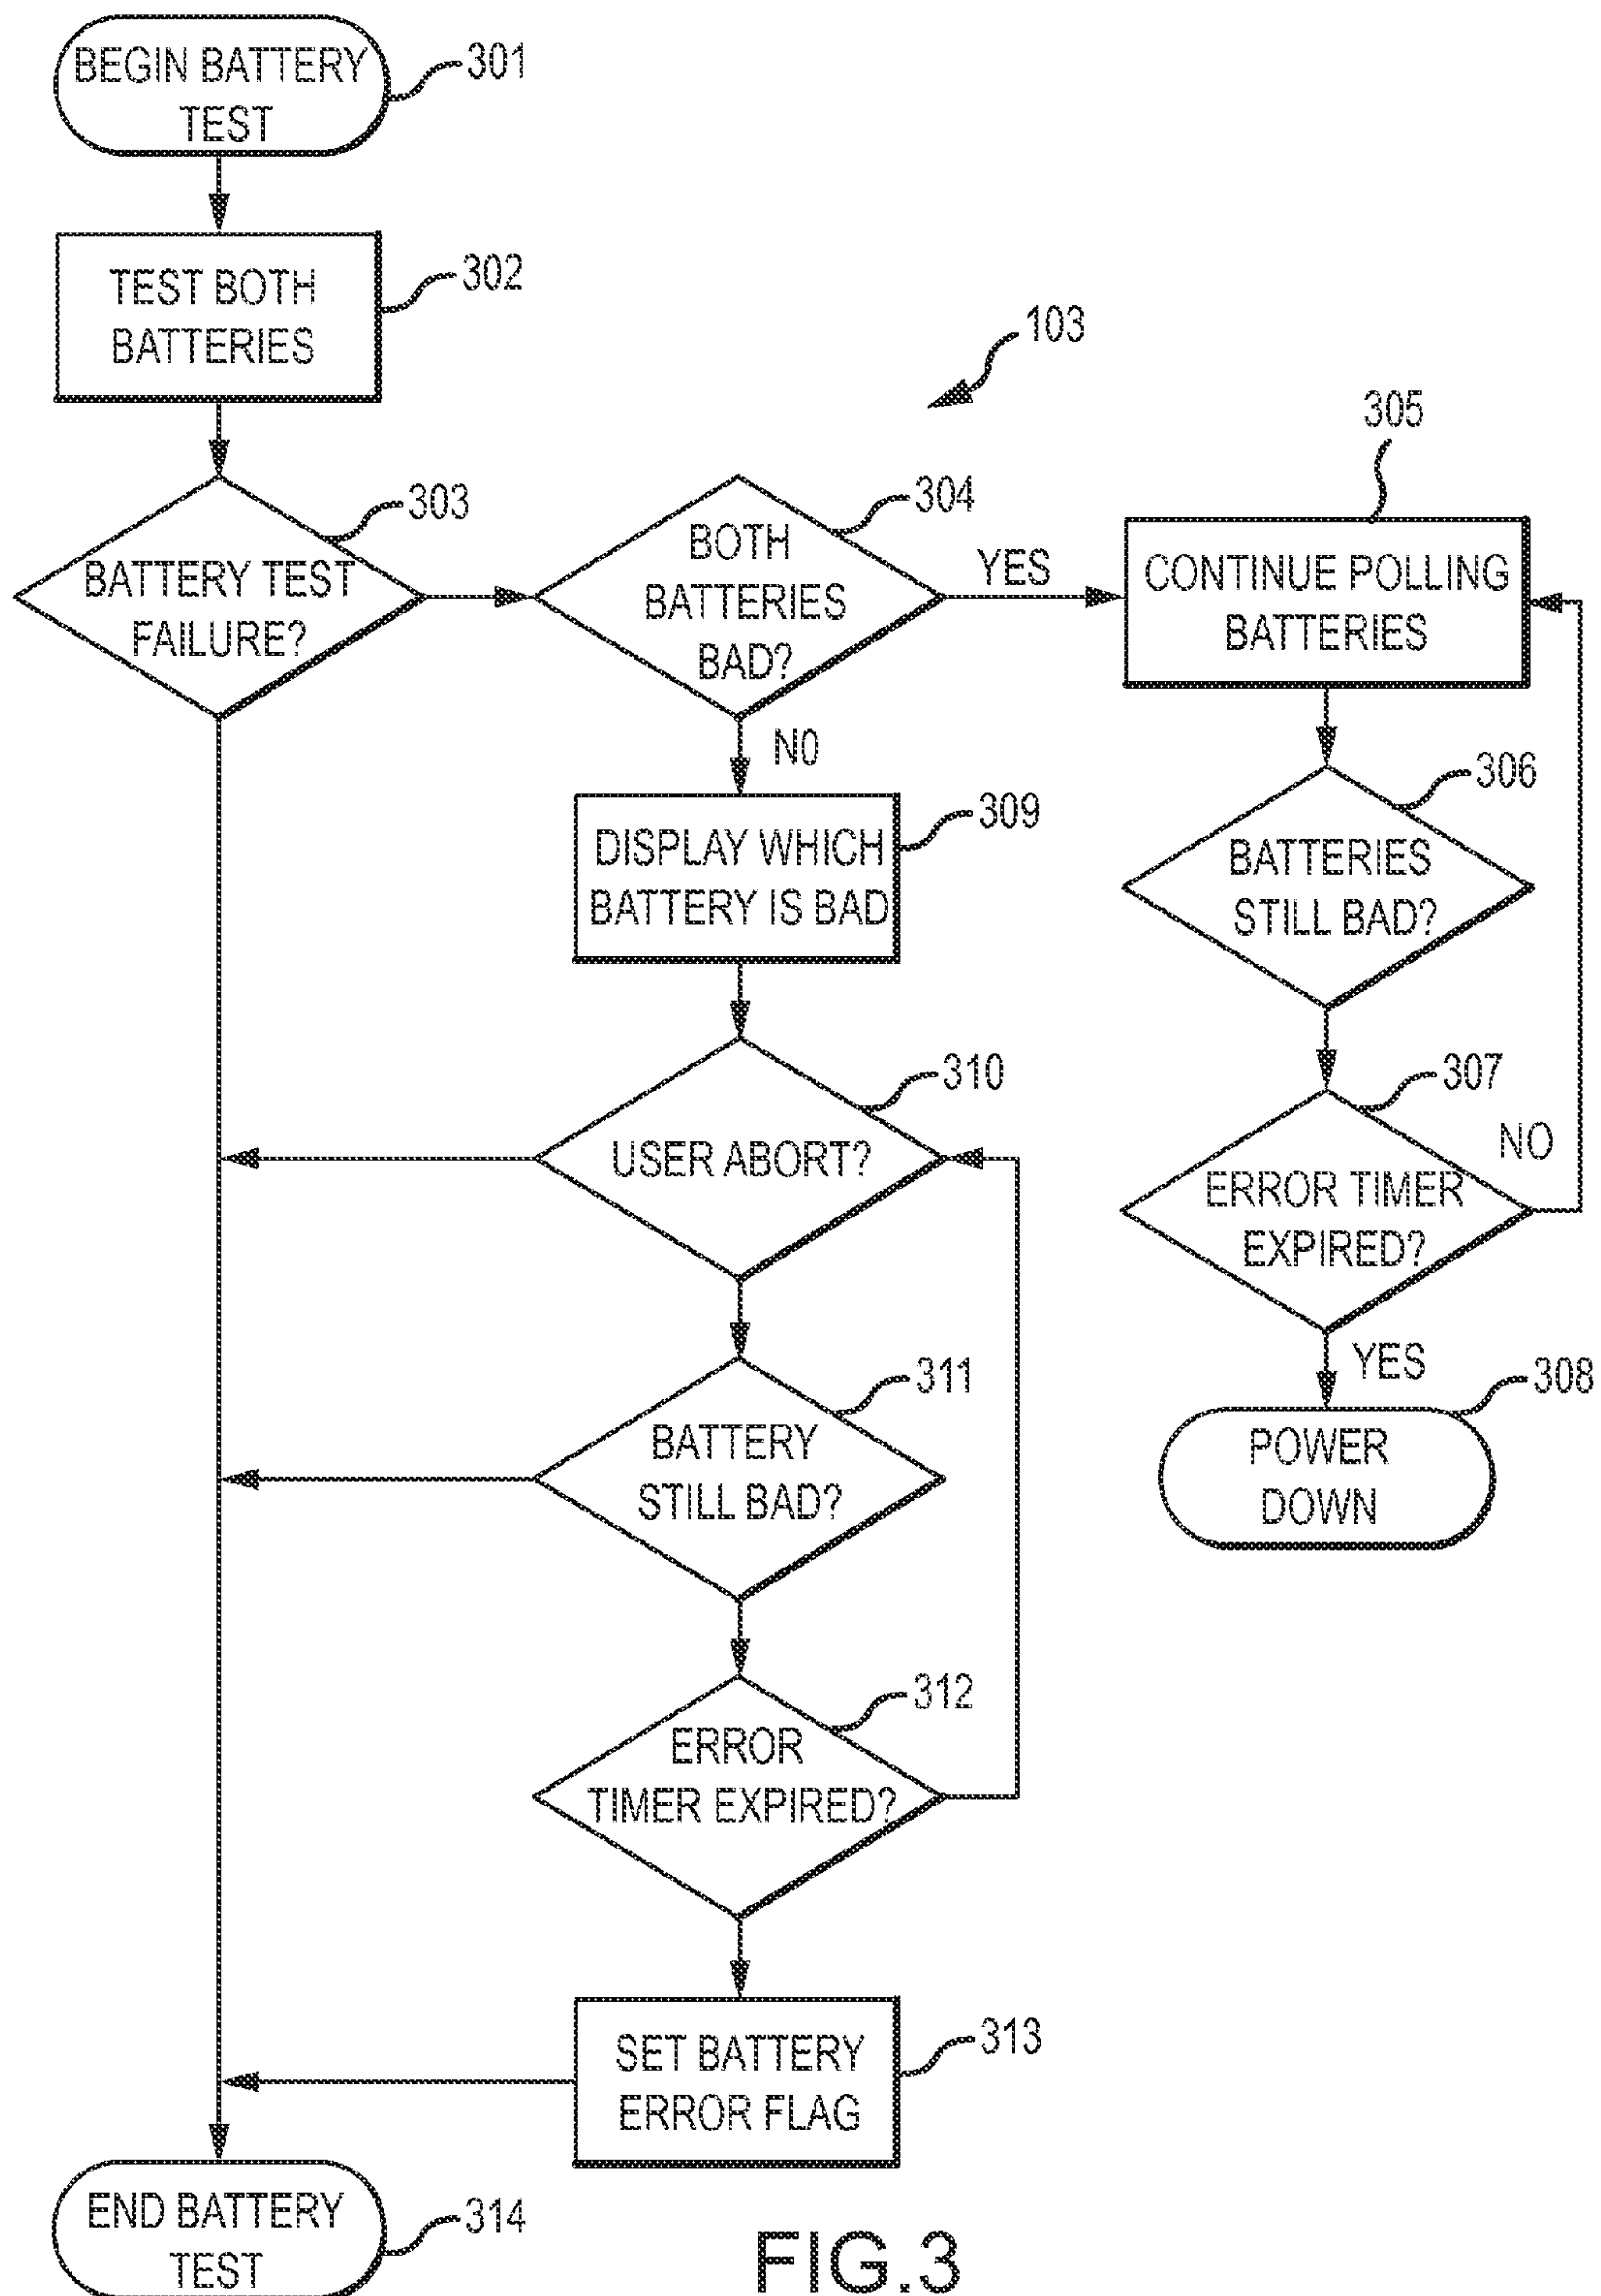 BEGIN BATTERY
TEST
301
TEST BOTH
BATTERIES
302
103
BATTERY TEST
FAILURE?
303
BOTH
BATTERIES
BAD?
304
YES
305
CONTINUE POLLING
BATTERIES
NO
DISPLAY WHICH
BATTERY IS BAD
309
BATTERIES
STILL BAD?
306
USER ABORT?
310
ERROR TIMER
EXPIRED?
307
NO
YES
BATTERY
STILL BAD?
311
POWER
DOWN
308
ERROR
TIMER EXPIRED?
312
SET BATTERY
ERROR FLAG
313
END BATTERY
TEST
314
FIG.3